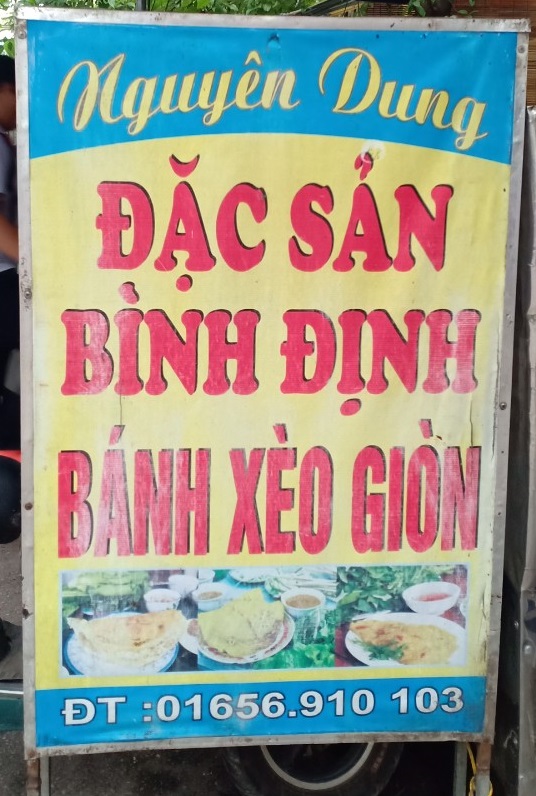 Nguyên Dung
ĐẶC SẢN
BÌNH ĐỊNH
BÁNH XÈO GIÒN
ĐT :01656.910 103